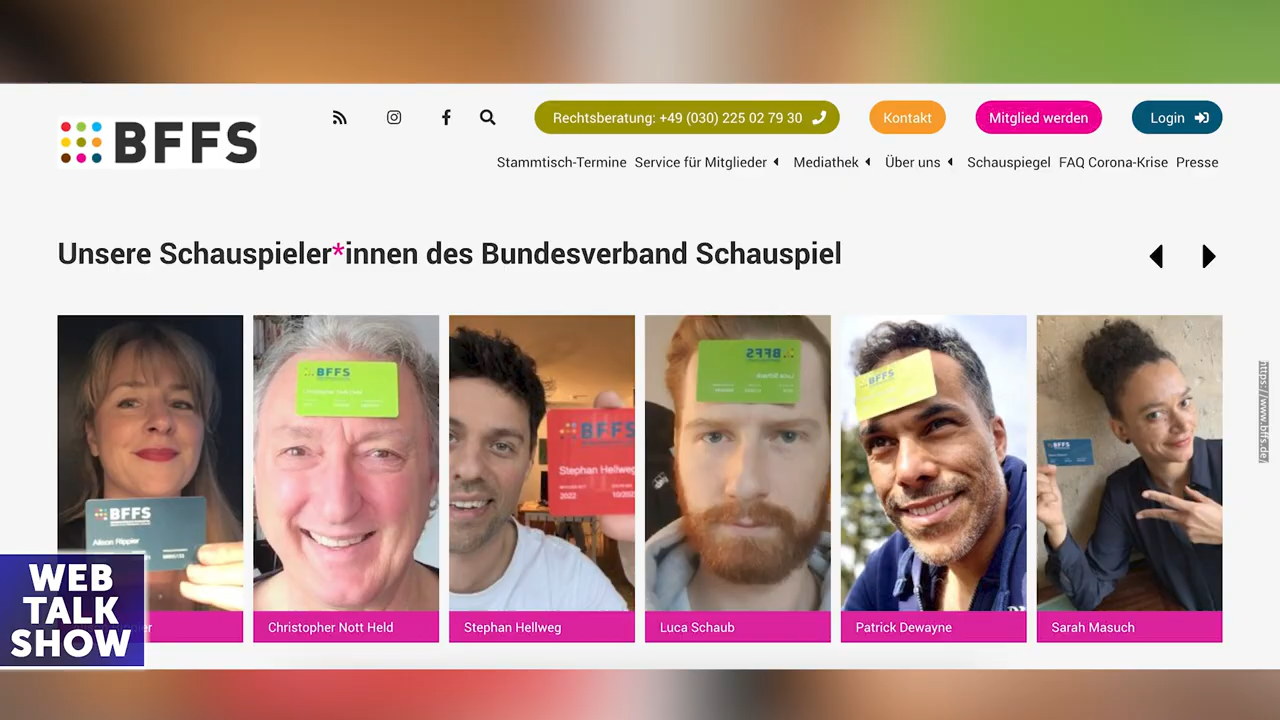 BFFS
Rechtsberatung: +49 (030) 225 02 79 30
Kontakt
Mitglied werden
Login
Stammtisch-Termine Service für Mitglieder Mediathek Über uns Schauspiegel FAQ Corona-Krise Presse
Unsere Schauspieler*innen des Bundesverband Schauspiel
BFFS
Alison Rippier
BFFS
BFFS
Stephan Hellweg
2022
BFFS
Luca Schaub
BFFS
BFFS
Christopher Nott Held
Stephan Hellweg
Luca Schaub
Patrick Dewayne
Sarah Masuch
WEB
TALK
SHOW
https://www.bffs.de/